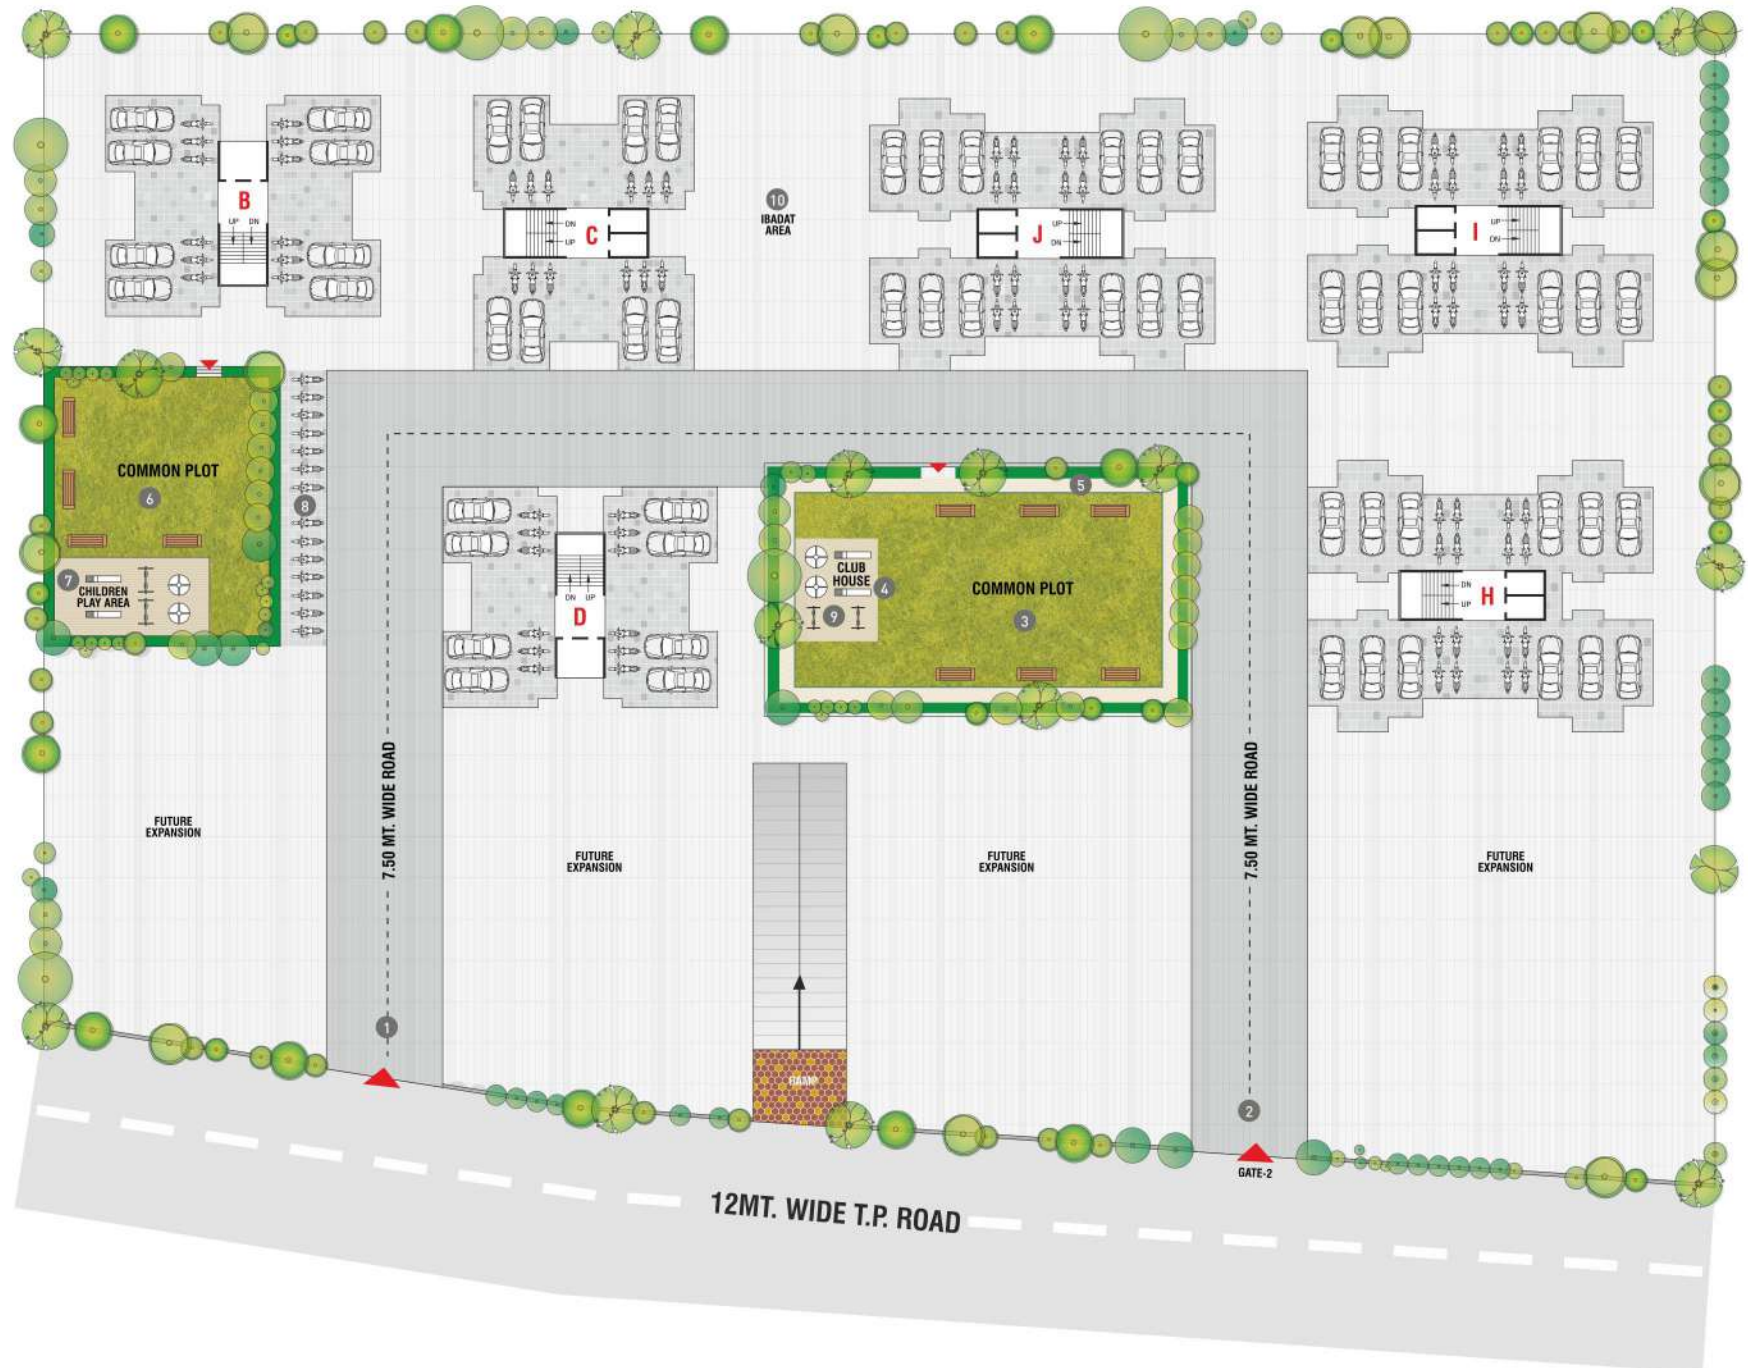 B
UP DN
DN
C
UP
10
IBADAT
AREA
UP
J
DN
UP
I
DN
COMMON PLOT
6
8
7
CHILDREN
PLAY AREA
DN UP
D
5
CLUB
HOUSE
4
9
COMMON PLOT
3
DN
H
UP
7.50 MT. WIDE ROAD
7.50 MT. WIDE ROAD
FUTURE
EXPANSION
FUTURE
EXPANSION
FUTURE
EXPANSION
FUTURE
EXPANSION
1
RAMP
2
GATE-2
12MT. WIDE T.P. ROAD